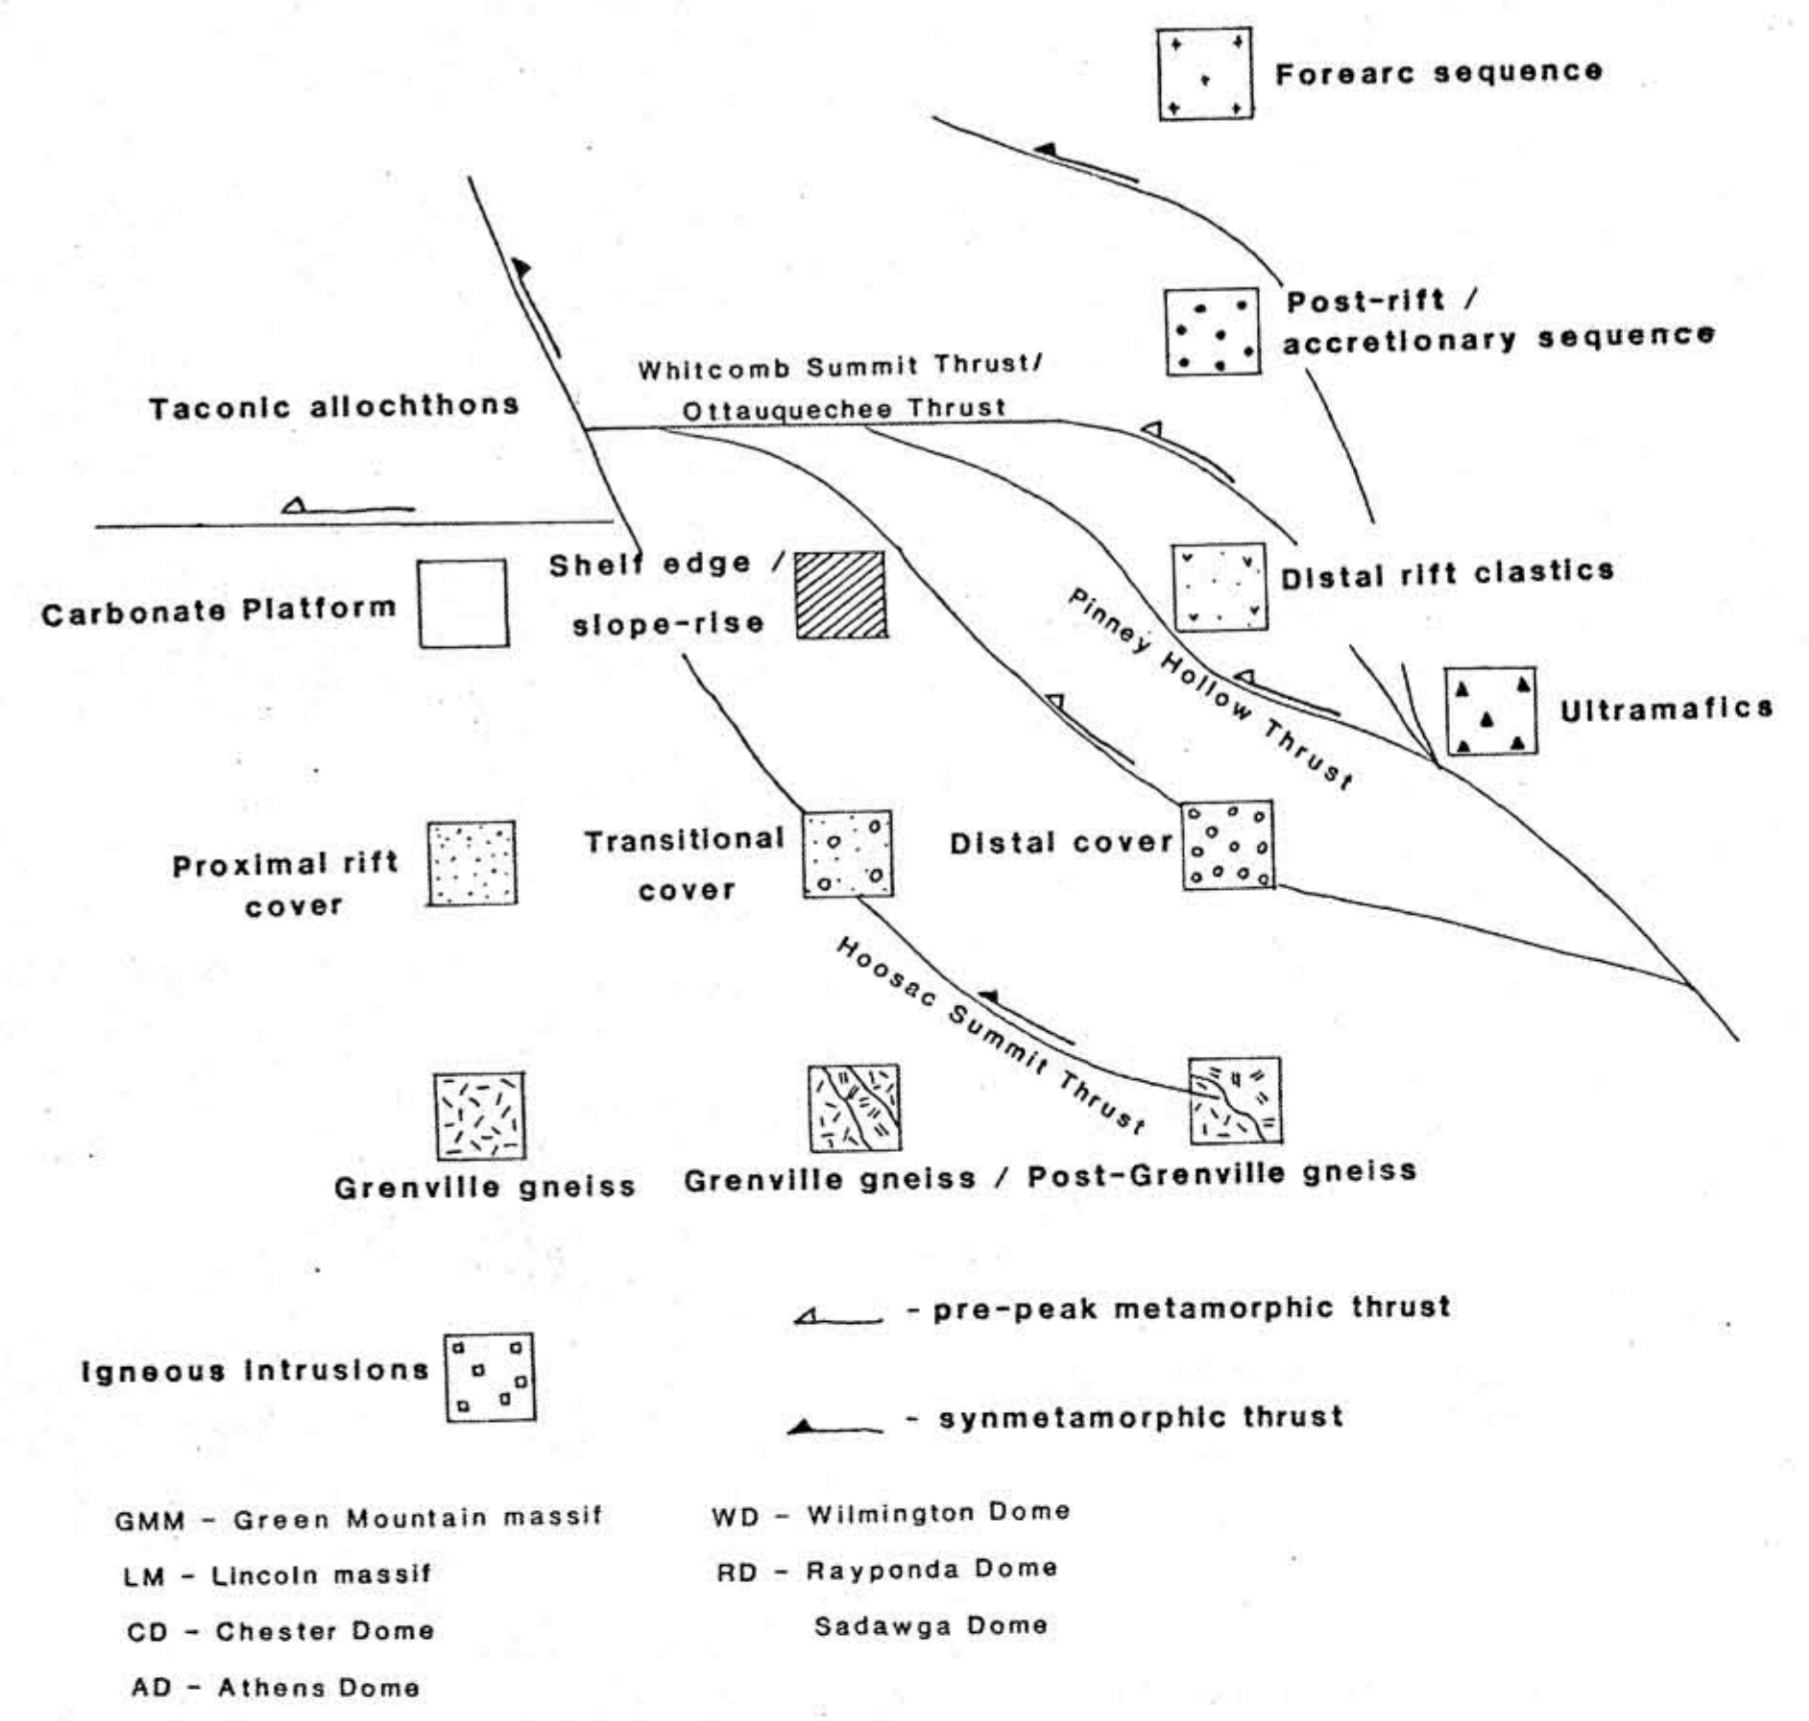 Forearc sequence
Post-rift /
accretionary sequence
Whitcomb Summit Thrust/
Ottauquechee Thrust
Taconic allochthons
Carbonate Platform
Shelf edge /
slope-rise
Distal rift clastics
Pinney Hollow Thrust
Ultramafics
Proximal rift
cover
Transitional
cover
Distal cover
Hoosac Summit Thrust
Grenville gneiss
Grenville gneiss / Post-Grenville gneiss
- pre-peak metamorphic thrust
Igneous intrusions
- synmetamorphic thrust
GMM - Green Mountain massif
LM - Lincoln massif
CD - Chester Dome
AD - Athens Dome
WD - Wilmington Dome
RD - Rayponda Dome
Sadawga Dome